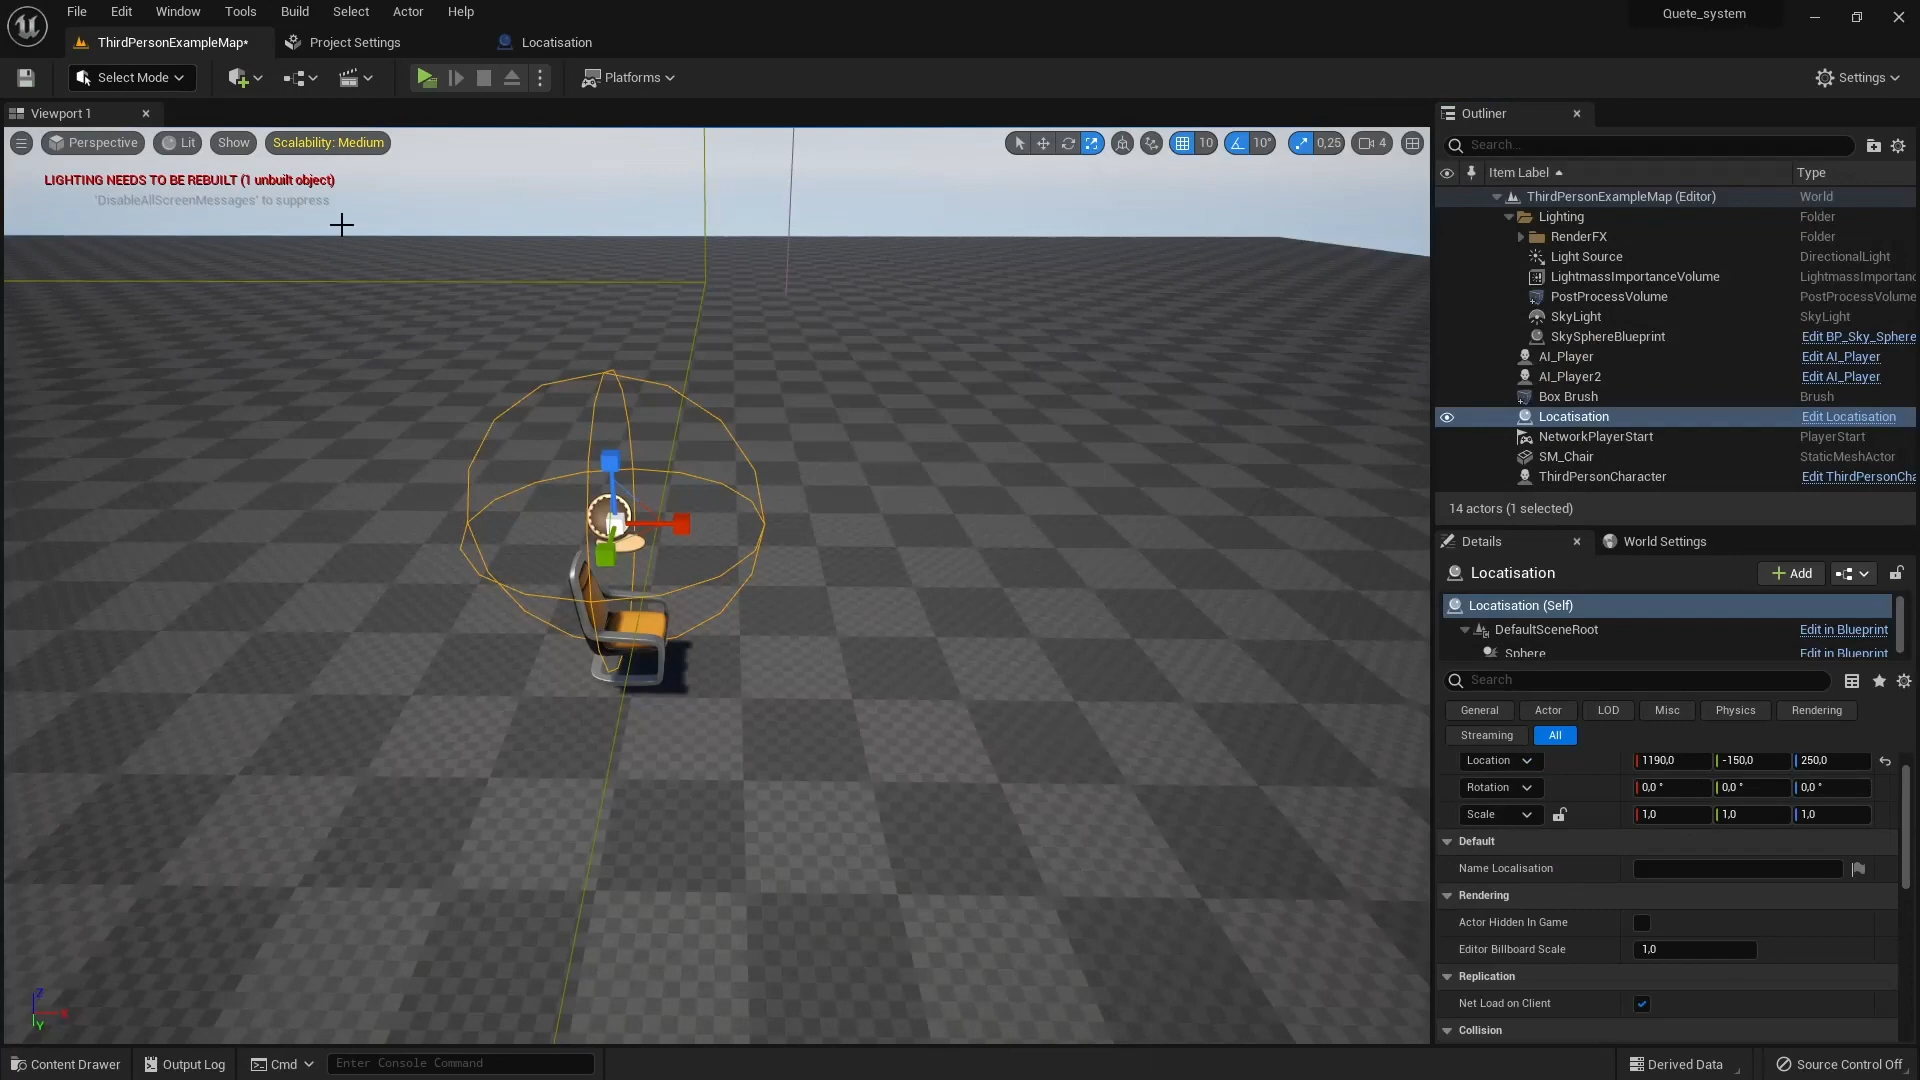 File Edit Window Tools Build Select Actor Help
Quete_system
ThirdPersonExampleMap* Project Settings Locatisation
Select Mode Platforms Settings
Viewport 1
Perspective Lit Show Scalability: Medium 10 10° 0,25 4
LIGHTING NEEDS TO BE REBUILT (1 unbuilt object)
'DisableAllScreenMessages' to suppress
Z
Y
Outliner
Search...
Item Label Type
ThirdPersonExampleMap (Editor) World
Lighting Folder
RenderFX Folder
Light Source DirectionalLight
LightmassImportanceVolume LightmassImportanc
PostProcessVolume PostProcessVolume
SkyLight SkyLight
SkySphereBlueprint Edit BP_Sky_Sphere
AI_Player Edit AI_Player
AI_Player2 Edit AI_Player
Box Brush Brush
Locatisation Edit Locatisation
NetworkPlayerStart PlayerStart
SM_Chair StaticMeshActor
ThirdPersonCharacter Edit ThirdPersonCha
14 actors (1 selected)
Details World Settings
Locatisation Add
Locatisation (Self)
DefaultSceneRoot Edit in Blueprint
Sphere Edit in Blueprint
Search
General Actor LOD Misc Physics Rendering
Streaming All
Location 1190,0 -150,0 250,0
Rotation 0,0 ° 0,0 ° 0,0 °
Scale 1,0 1,0 1,0
Default
Name Localisation
Rendering
Actor Hidden In Game
Editor Billboard Scale 1,0
Replication
Net Load on Client
Collision
Content Drawer Output Log Cmd Enter Console Command Derived Data Source Control Off